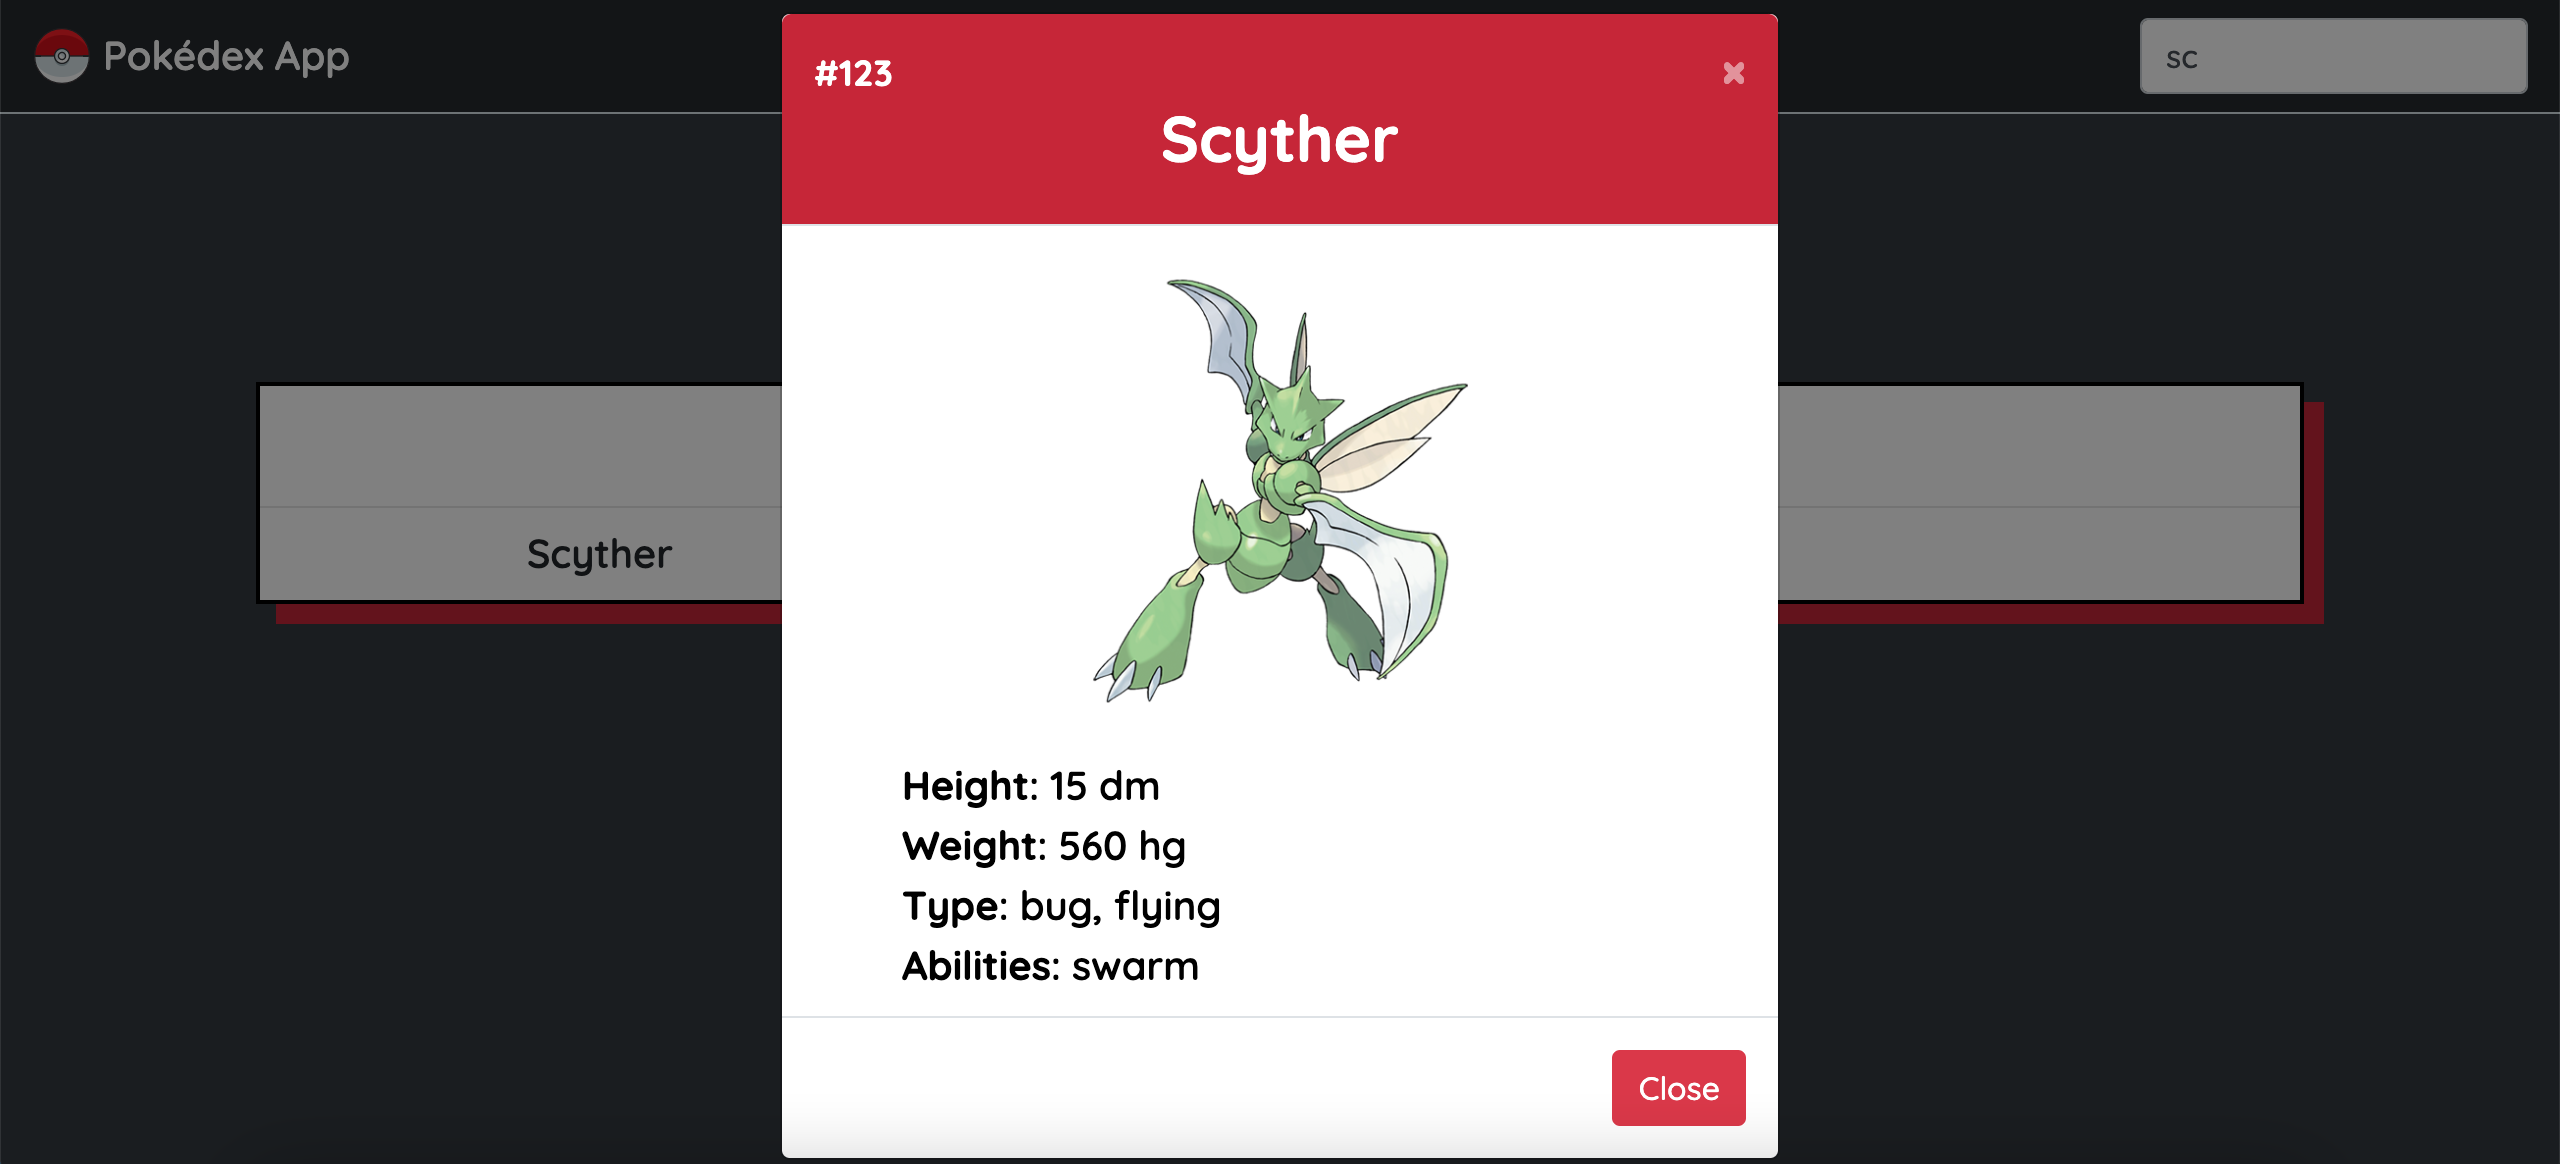 Pokédex App
sc
#123
×
Scyther
Scyther
Height: 15 dm
Weight: 560 hg
Type: bug, flying
Abilities: swarm
Close